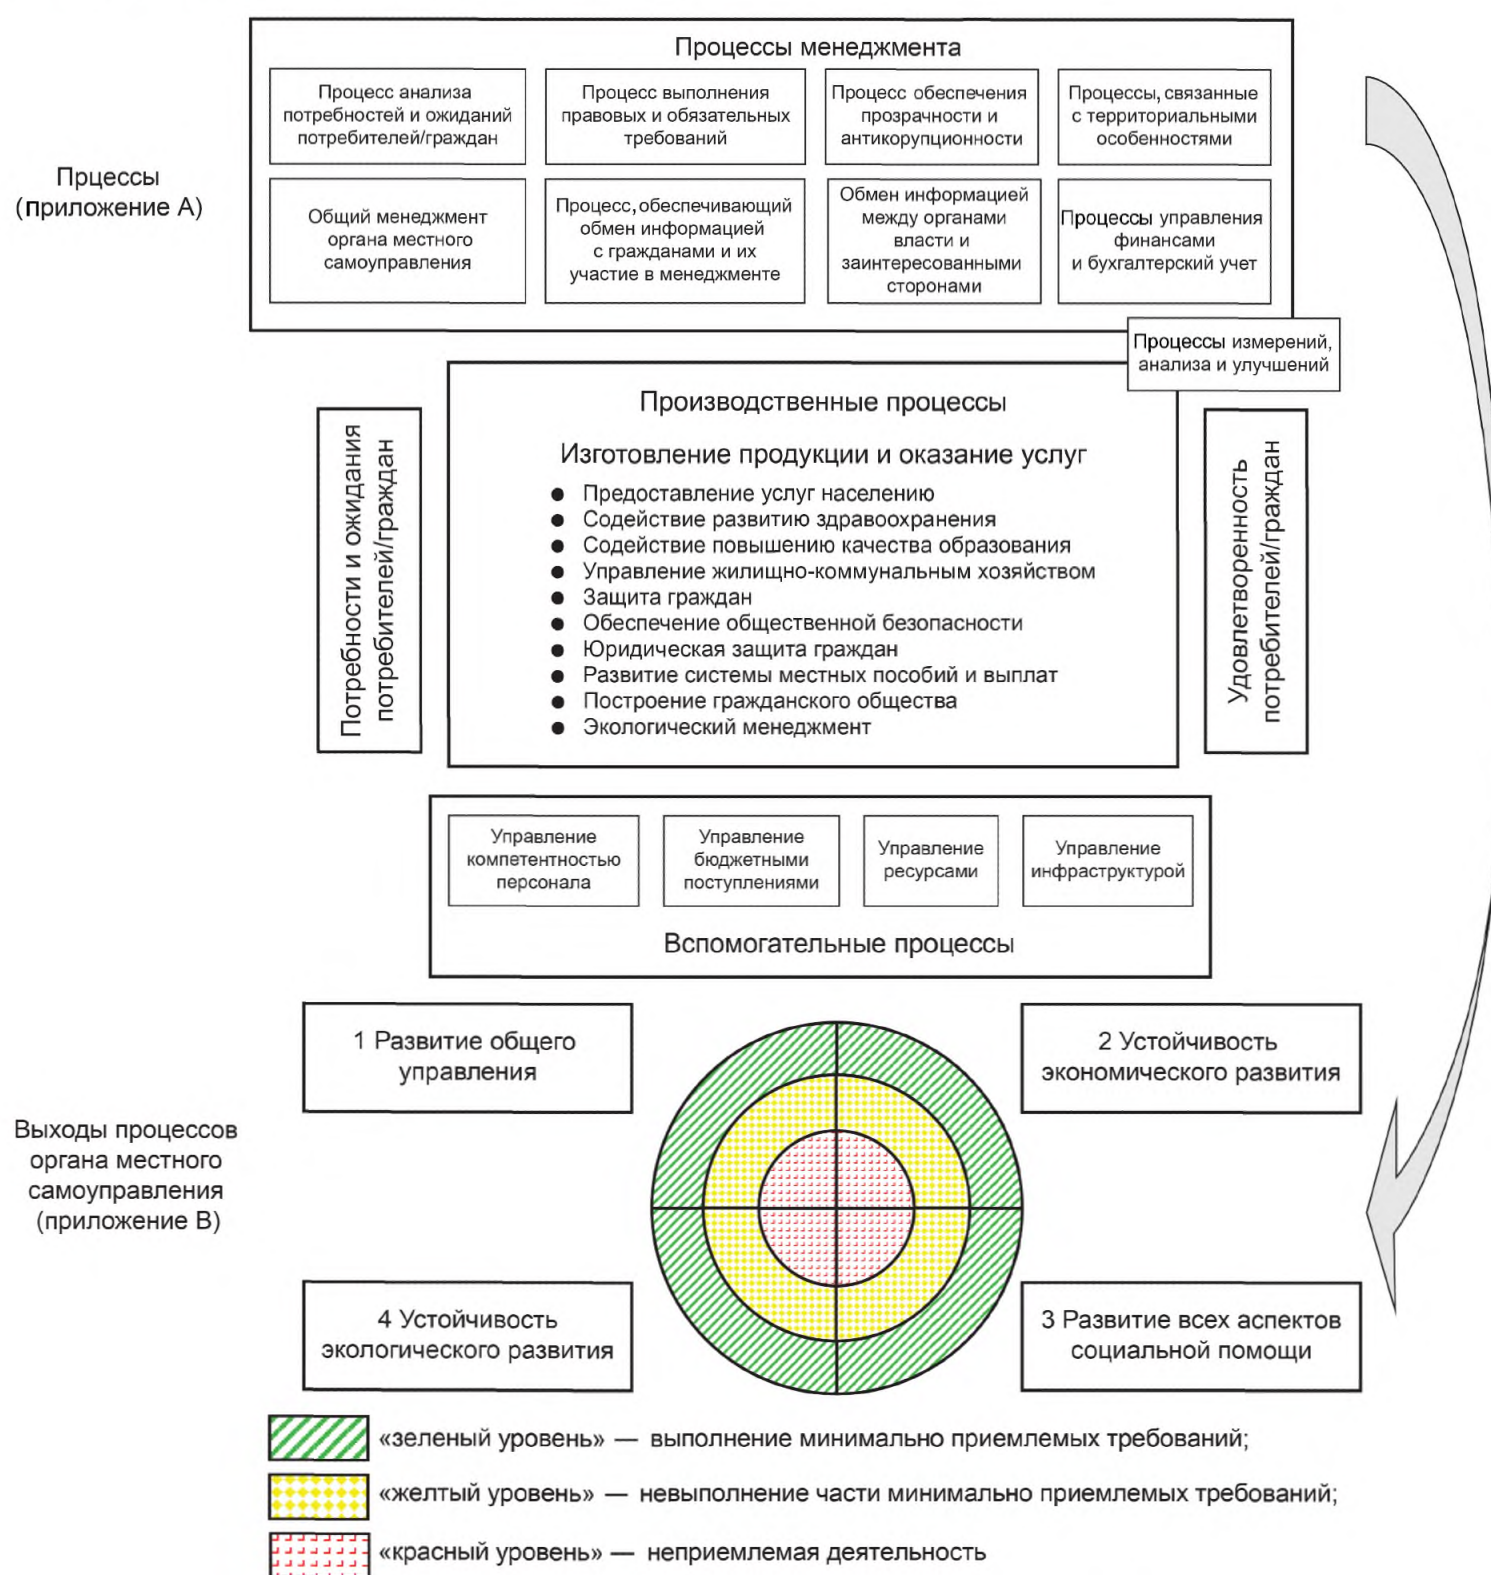 Процессы менеджмента
Процесс анализа
потребностей и ожиданий
потребителей/граждан
Процесс выполнения
правовых и обязательных
требований
Процесс обеспечения
прозрачности и
антикорупционности
Процессы, связанные
с территориальными
особенностями
Прцессы
(приложение А)
Общий менеджмент
органа местного
самоуправления
Процесс, обеспечивающий
обмен информацией
с гражданами и их
участие в менеджменте
Обмен информацией
между органами
власти и
заинтересованными
сторонами
Процессы управления
финансами
и бухгалтерский учет
Процессы измерений,
анализа и улучшений
Потребности и ожидания
потребителей/граждан
Производственные процессы
Изготовление продукции и оказание услуг
● Предоставление услуг населению
● Содействие развитию здравоохранения
● Содействие повышению качества образования
● Управление жилищно-коммунальным хозяйством
● Защита граждан
● Обеспечение общественной безопасности
● Юридическая защита граждан
● Развитие системы местных пособий и выплат
● Построение гражданского общества
● Экологический менеджмент
Удовлетворенность
потребителей/граждан
Управление
компетентностью
персонала
Управление
бюджетными
поступлениями
Управление
ресурсами
Управление
инфраструктурой
Вспомогательные процессы
1 Развитие общего
управления
2 Устойчивость
экономического развития
Выходы процессов
органа местного
самоуправления
(приложение В)
4 Устойчивость
экологического развития
3 Развитие всех аспектов
социальной помощи
«зеленый уровень» — выполнение минимально приемлемых требований;
«желтый уровень» — невыполнение части минимально приемлемых требований;
«красный уровень» — неприемлемая деятельность